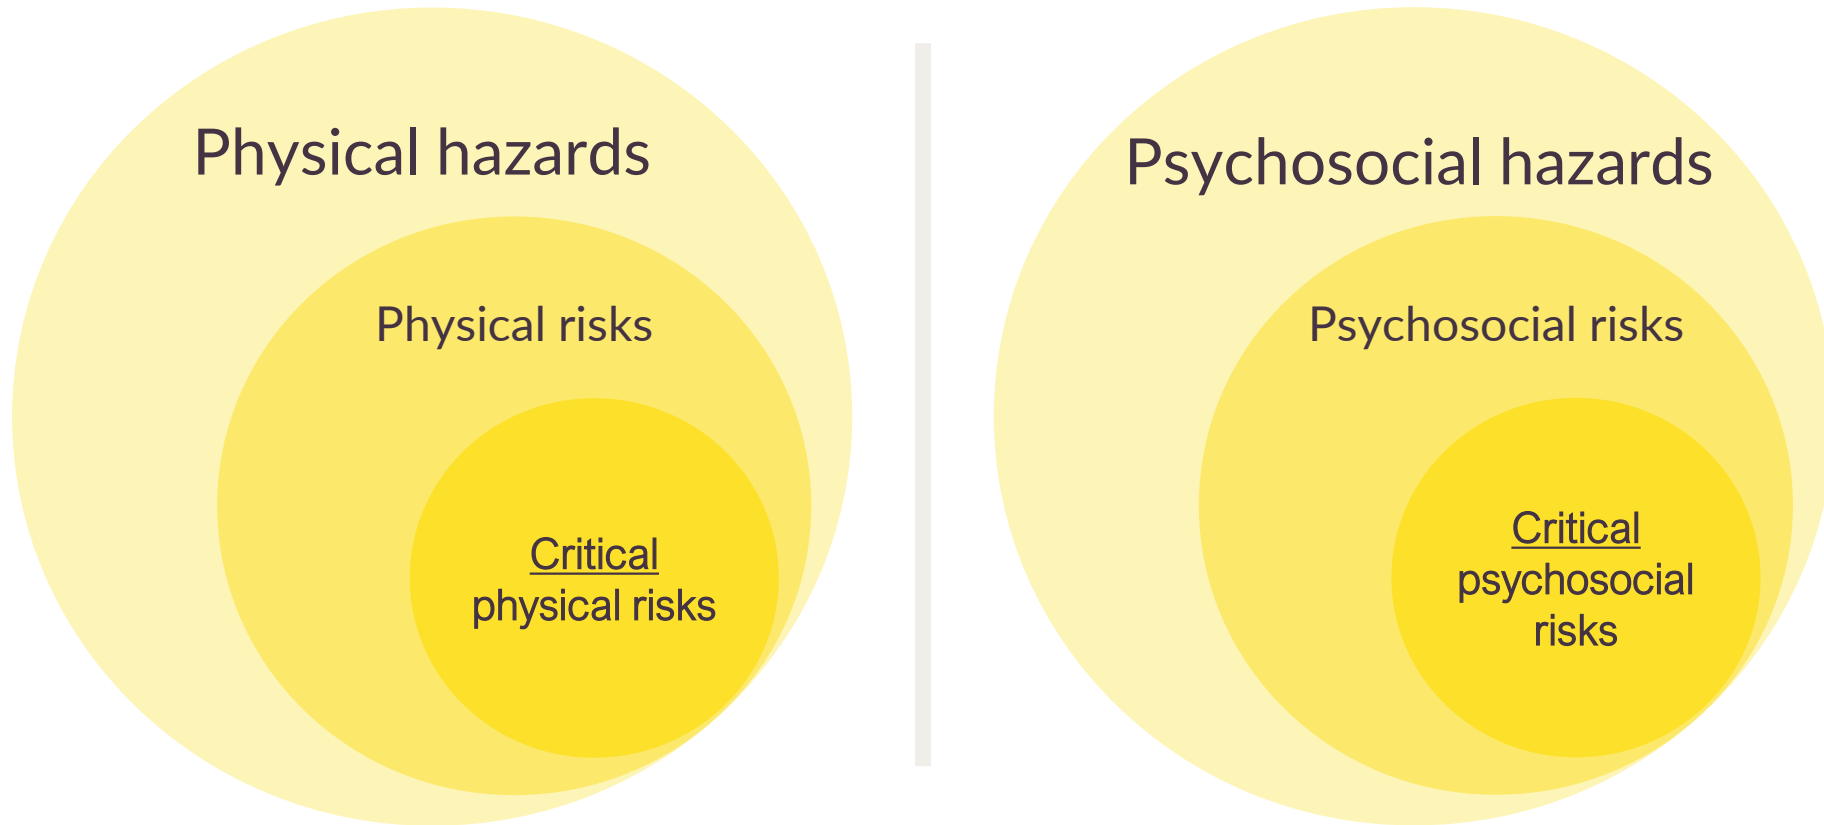 Physical hazards
Physical risks
Critical
physical risks
Psychosocial hazards
Psychosocial risks
Critical
psychosocial
risks